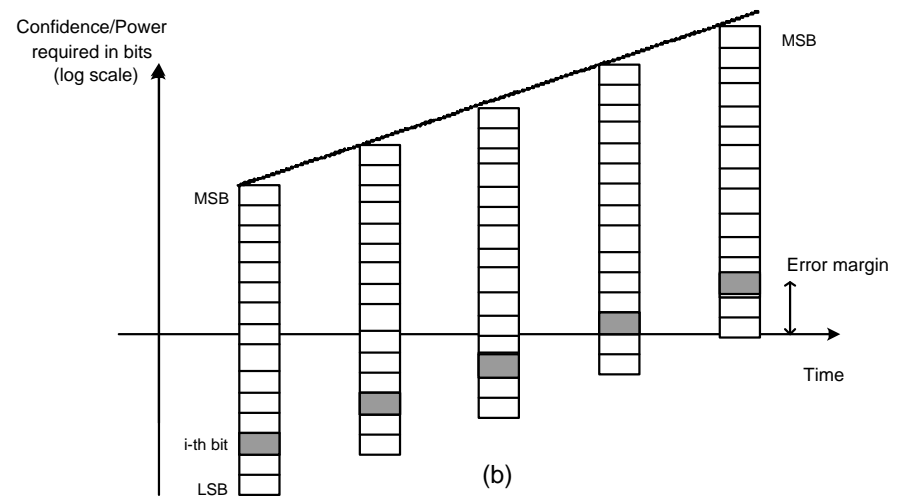 Confidence/Power
required in bits
(log scale)
MSB
MSB
Error margin
Time
i-th bit
LSB
(b)